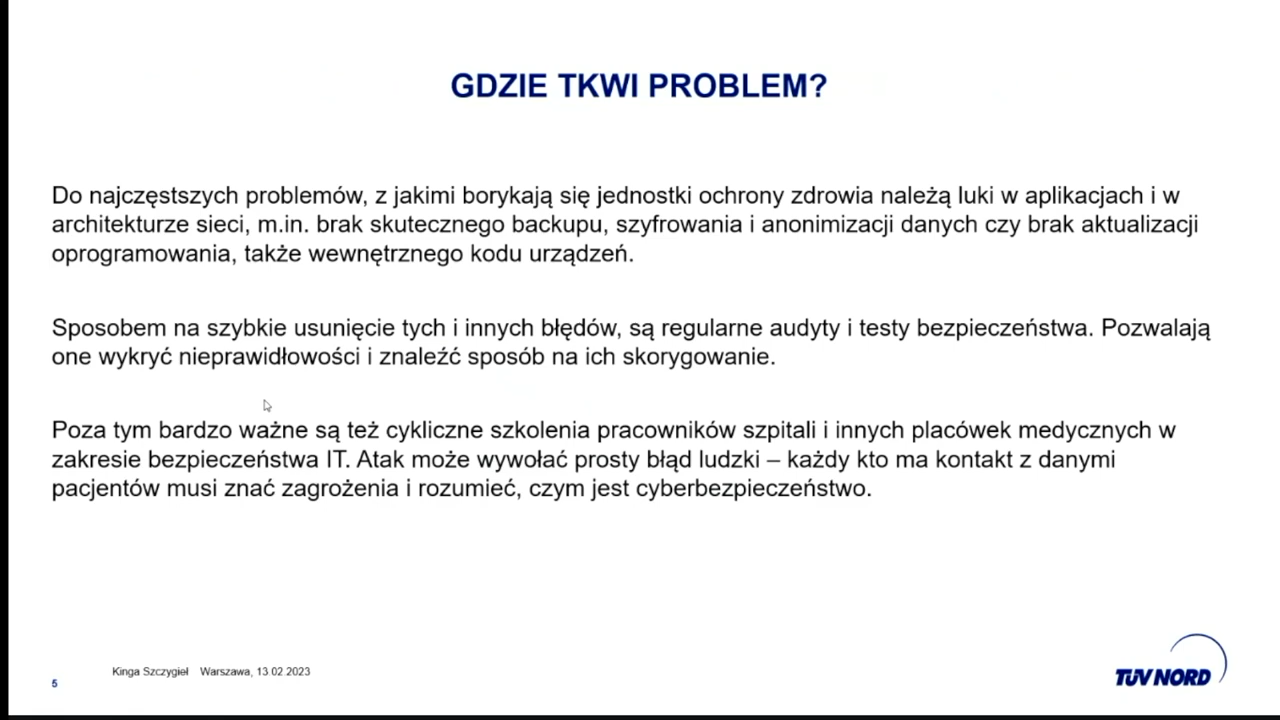 GDZIE TKWI PROBLEM?
Do najczęstszych problemów, z jakimi borykają się jednostki ochrony zdrowia należą luki w aplikacjach i w
architekturze sieci, m.in. brak skutecznego backupu, szyfrowania i anonimizacji danych czy brak aktualizacji
oprogramowania, także wewnętrznego kodu urządzeń.
Sposobem na szybkie usunięcie tych i innych błędów, są regularne audyty i testy bezpieczeństwa. Pozwalają
one wykryć nieprawidłowości i znaleźć sposób na ich skorygowanie.
Poza tym bardzo ważne są też cykliczne szkolenia pracowników szpitali i innych placówek medycznych w
zakresie bezpieczeństwa IT. Atak może wywołać prosty błąd ludzki – każdy kto ma kontakt z danymi
pacjentów musi znać zagrożenia i rozumieć, czym jest cyberbezpieczeństwo.
Kinga Szczygieł Warszawa, 13.02.2023
5
TÜV NORD